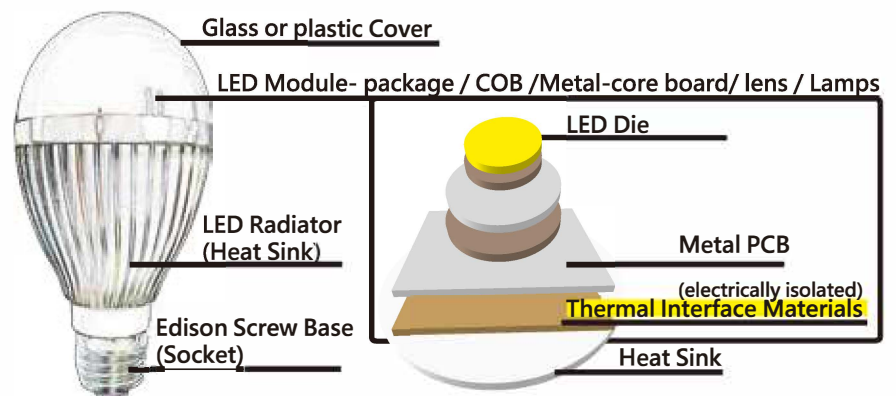 Glass or plastic Cover
LED Module- package / COB /Metal-core board/ lens / Lamps
LED Die
LED Radiator
(Heat Sink)
Metal PCB
(electrically isolated)
Thermal Interface Materials
Edison Screw Base
(Socket)
Heat Sink